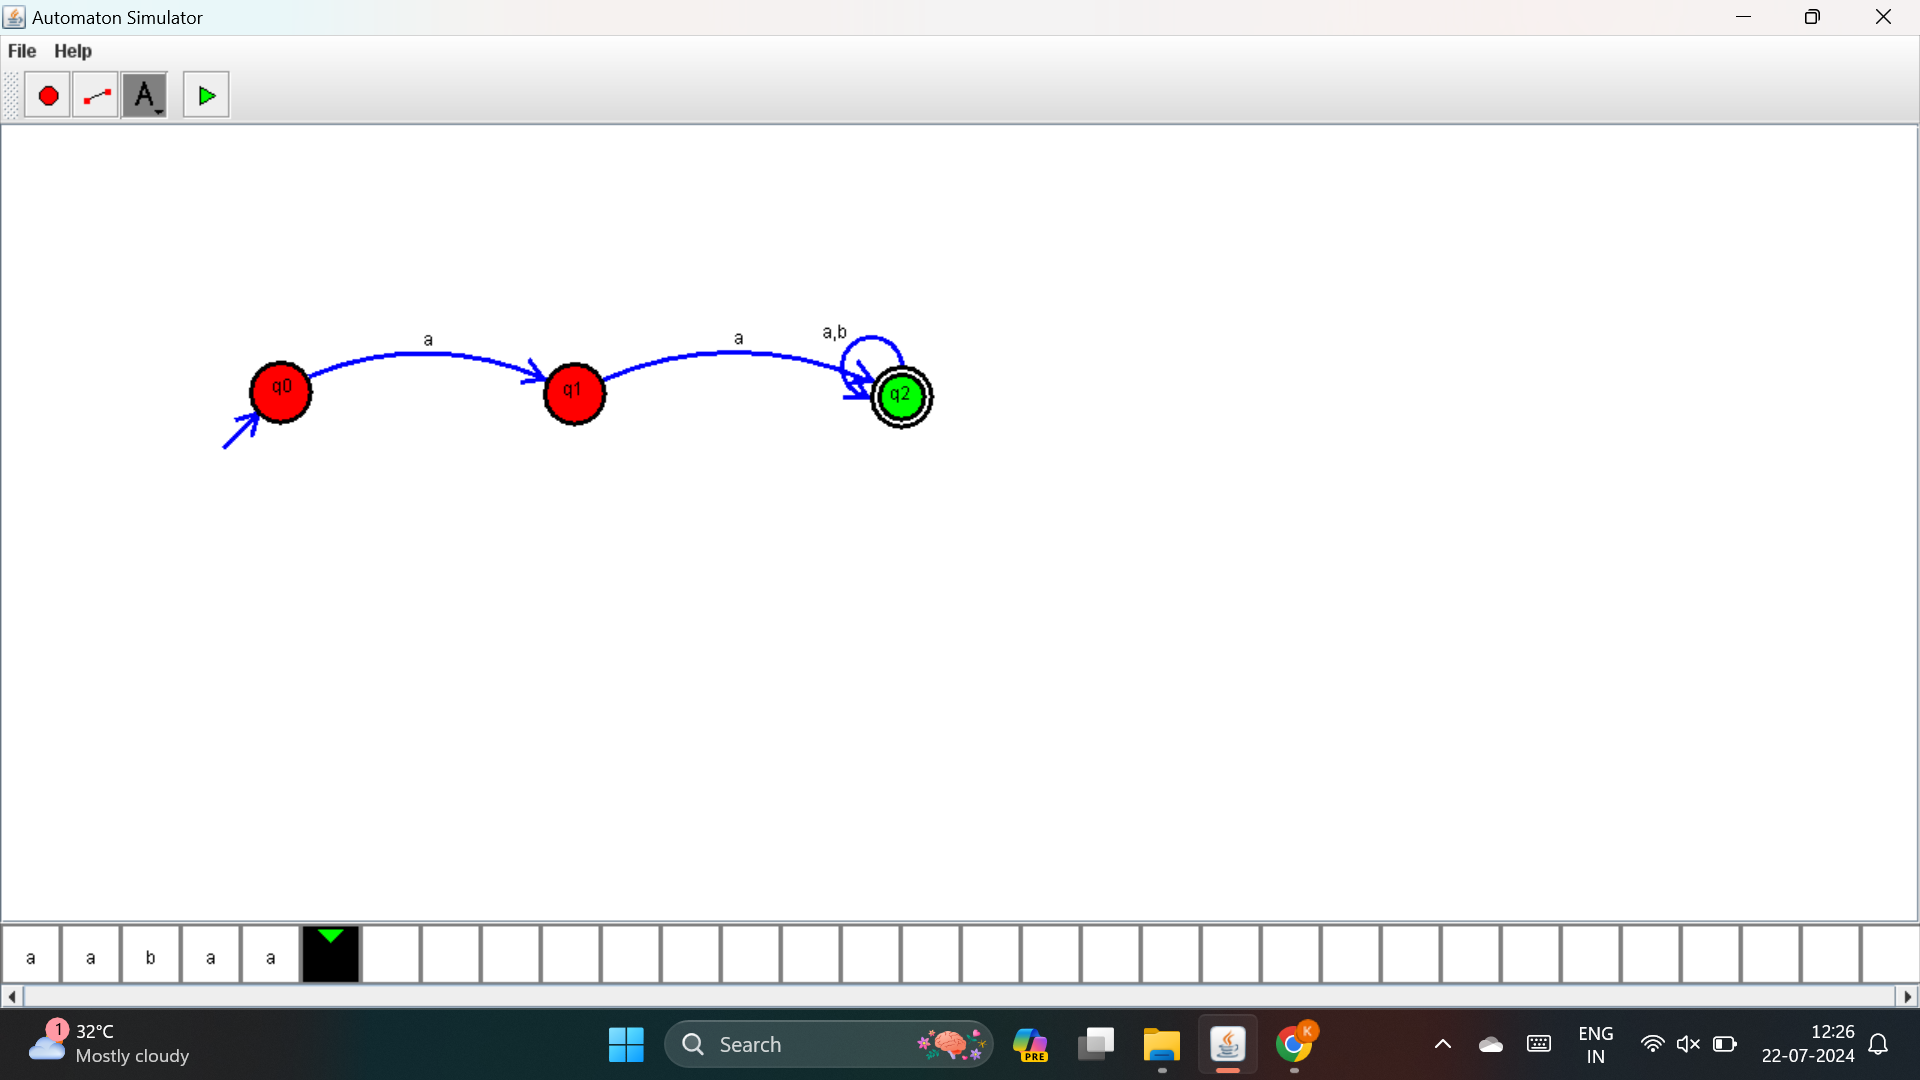 Automaton Simulator
File Help
A
a
a
a,b
q0
q1
q2
a a b a a
1
32°C
Mostly cloudy
Search
PRE
K
ENG
IN
12:26
22-07-2024